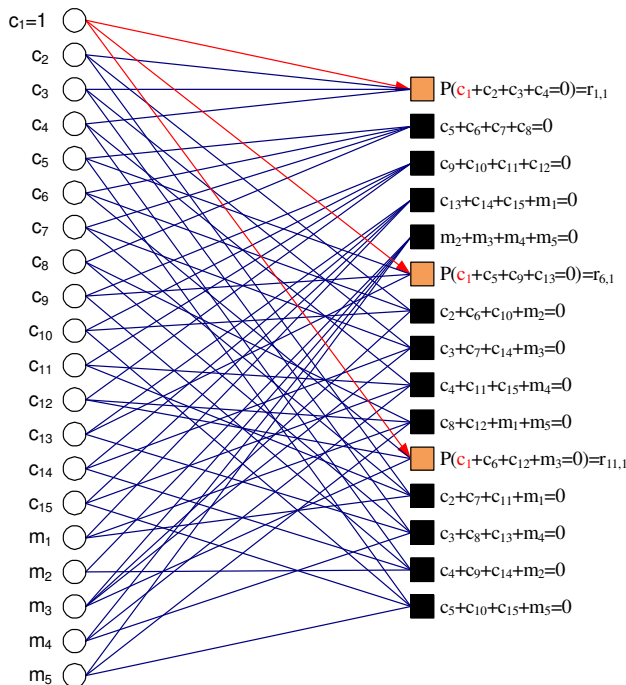 c₁=1
c₂
c₃
c₄
c₅
c₆
c₇
c₈
c₉
c₁₀
c₁₁
c₁₂
c₁₃
c₁₄
c₁₅
m₁
m₂
m₃
m₄
m₅
P(c₁+c₂+c₃+c₄=0)=r₁,₁
c₅+c₆+c₇+c₈=0
c₉+c₁₀+c₁₁+c₁₂=0
c₁₃+c₁₄+c₁₅+m₁=0
m₂+m₃+m₄+m₅=0
P(c₁+c₅+c₉+c₁₃=0)=r₆,₁
c₂+c₆+c₁₀+m₂=0
c₃+c₇+c₁₄+m₃=0
c₄+c₁₁+c₁₅+m₄=0
c₈+c₁₂+m₁+m₅=0
P(c₁+c₆+c₁₂+m₃=0)=r₁₁,₁
c₂+c₇+c₁₁+m₁=0
c₃+c₈+c₁₃+m₄=0
c₄+c₉+c₁₄+m₂=0
c₅+c₁₀+c₁₅+m₅=0